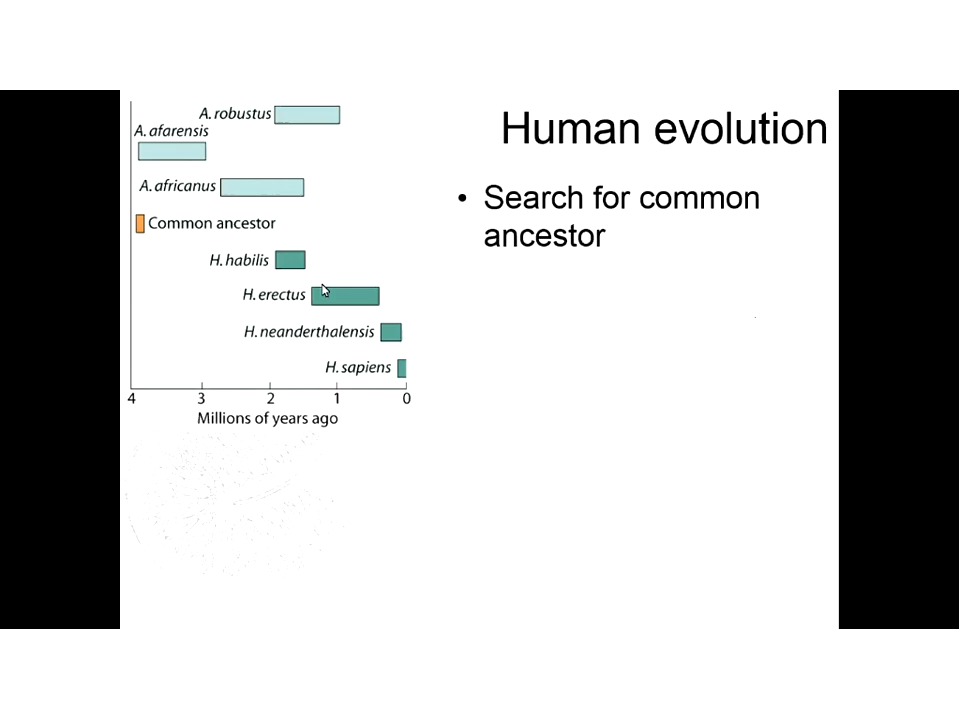 Human evolution
• Search for common
ancestor
A. robustus
A. afarensis
A. africanus
Common ancestor
H. habilis
H. erectus
H. neanderthalensis
H. sapiens
4 3 2 1 0
Millions of years ago